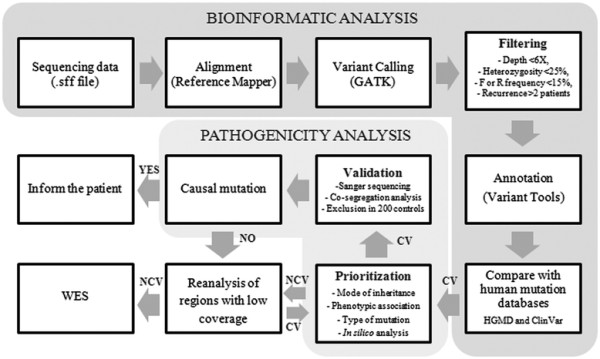 BIOINFORMATIC ANALYSIS
Sequencing data
(.sff file)
Alignment
(Reference Mapper)
Variant Calling
(GATK)
Filtering
- Depth <6X,
- Heterozygosity <25%,
- F or R frequency <15%,
- Recurrence >2 patients
PATHOGENICITY ANALYSIS
Inform the patient
YES
Causal mutation
Validation
-Sanger sequencing
- Co-segregation analysis
- Exclusion in 200 controls
Annotation
(Variant Tools)
NO
CV
WES
NCV
Reanalysis of
regions with low
coverage
NCV
CV
Prioritization
- Mode of inheritance
- Phenotypic association
- Type of mutation
- In silico analysis
CV
Compare with
human mutation
databases
HGMD and ClinVar